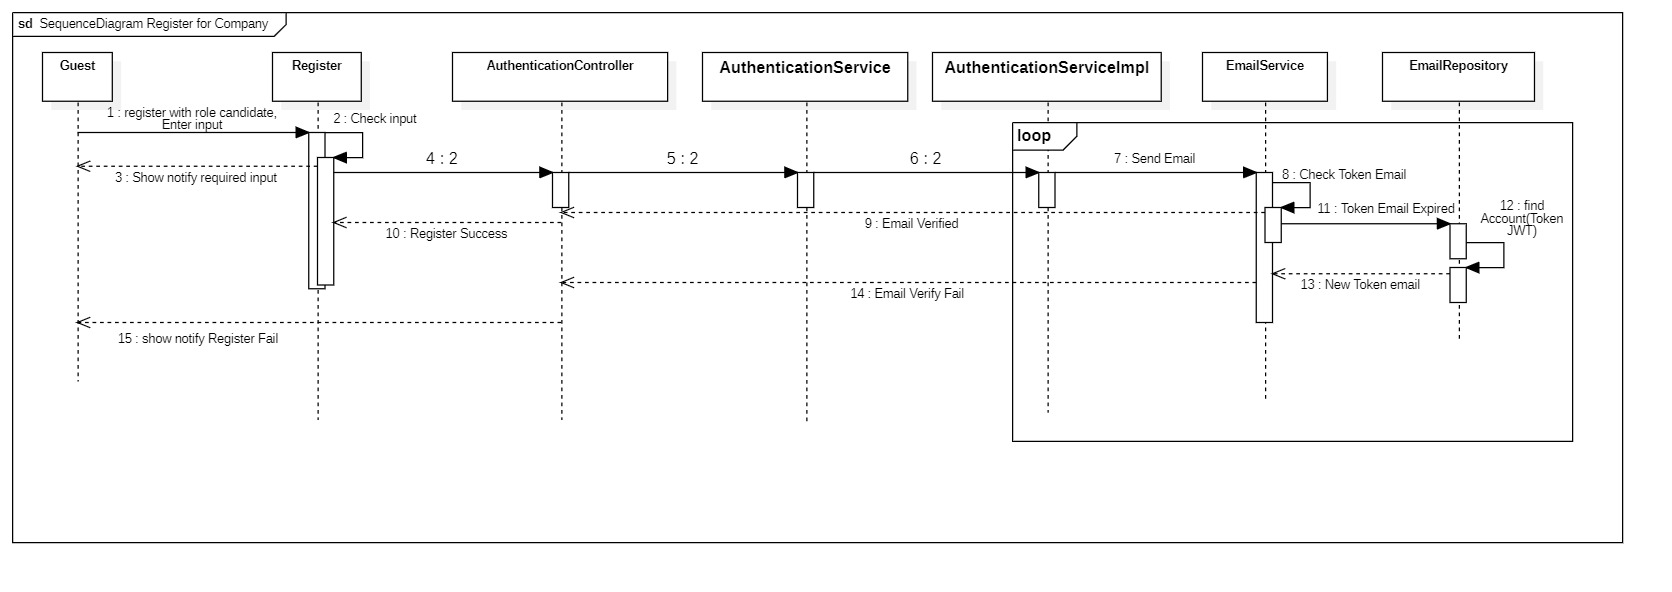 sd SequenceDiagram Register for Company
Guest
Register
AuthenticationController
AuthenticationService
AuthenticationServiceImpl
EmailService
EmailRepository
1 : register with role candidate,
Enter input
2 : Check input
loop
3 : Show notify required input
4 : 2
5 : 2
6 : 2
7 : Send Email
8 : Check Token Email
9 : Email Verified
10 : Register Success
11 : Token Email Expired
12 : find
Account(Token
JWT)
13 : New Token email
14 : Email Verify Fail
15 : show notify Register Fail